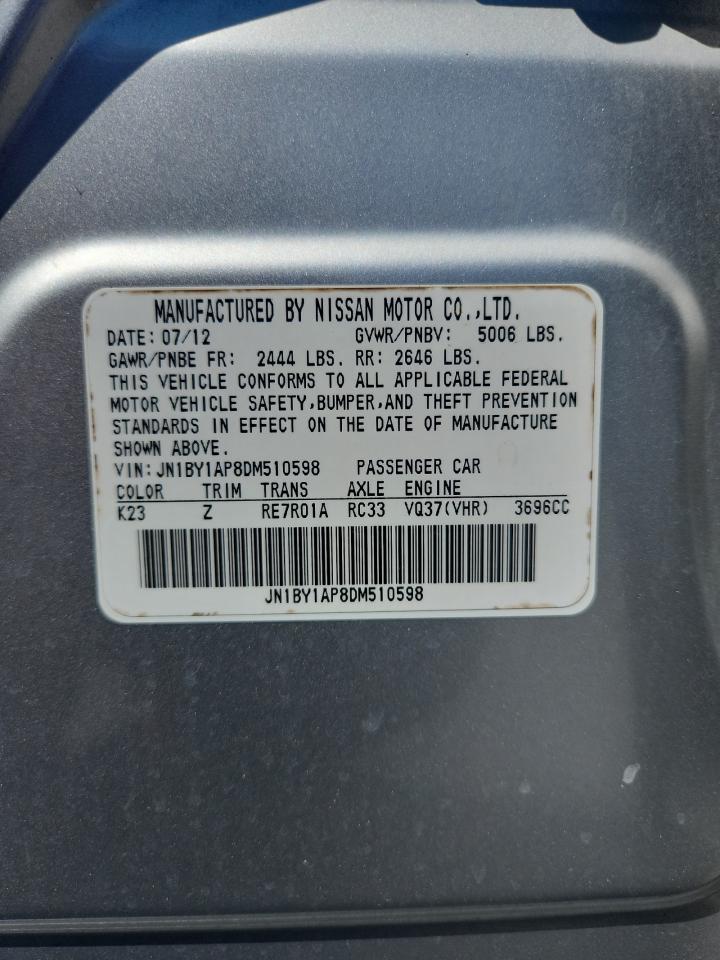 MANUFACTURED BY NISSAN MOTOR CO.,LTD.
DATE: 07/12 GVWR/PNBV: 5006 LBS.
GAWR/PNBE FR: 2444 LBS. RR: 2646 LBS.
THIS VEHICLE CONFORMS TO ALL APPLICABLE FEDERAL
MOTOR VEHICLE SAFETY,BUMPER,AND THEFT PREVENTION
STANDARDS IN EFFECT ON THE DATE OF MANUFACTURE
SHOWN ABOVE.
VIN: JN1BY1AP8DM510598 PASSENGER CAR
COLOR TRIM TRANS AXLE ENGINE
K23 Z RE7R01A RC33 VQ37(VHR) 3696CC
JN1BY1AP8DM510598